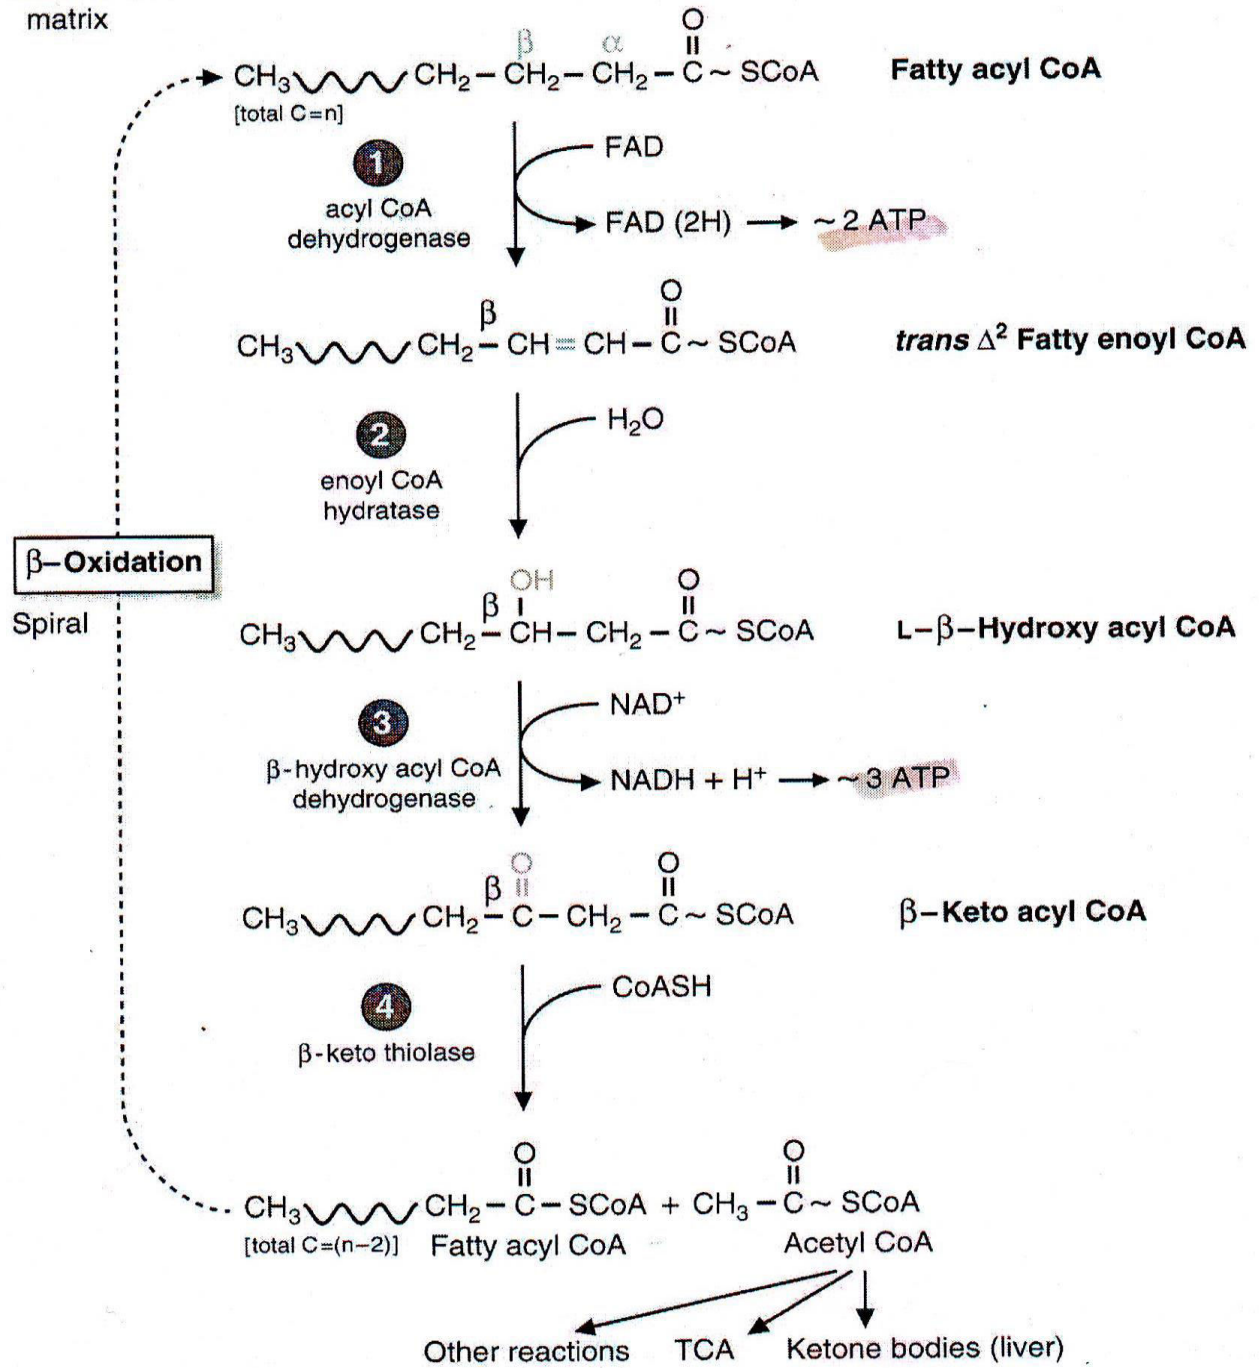 matrix
O
β α ||
CH₃ CH₂ – CH₂ – CH₂ – C ~ SCoA Fatty acyl CoA
[total C=n]
FAD
1
acyl CoA
dehydrogenase
FAD (2H) → ~ 2 ATP
O
β ||
CH₃ CH₂ – CH = CH – C ~ SCoA trans Δ² Fatty enoyl CoA
2
H₂O
enoyl CoA
hydratase
β–Oxidation
Spiral
OH O
β | ||
CH₃ CH₂ – CH – CH₂ – C ~ SCoA L–β–Hydroxy acyl CoA
NAD⁺
3
β-hydroxy acyl CoA
dehydrogenase
NADH + H⁺ → ~ 3 ATP
O O
β || ||
CH₃ CH₂ – C – CH₂ – C ~ SCoA β–Keto acyl CoA
CoASH
4
β-keto thiolase
O O
|| ||
CH₃ CH₂ – C – SCoA + CH₃ – C ~ SCoA
[total C=(n–2)] Fatty acyl CoA Acetyl CoA
Other reactions TCA Ketone bodies (liver)